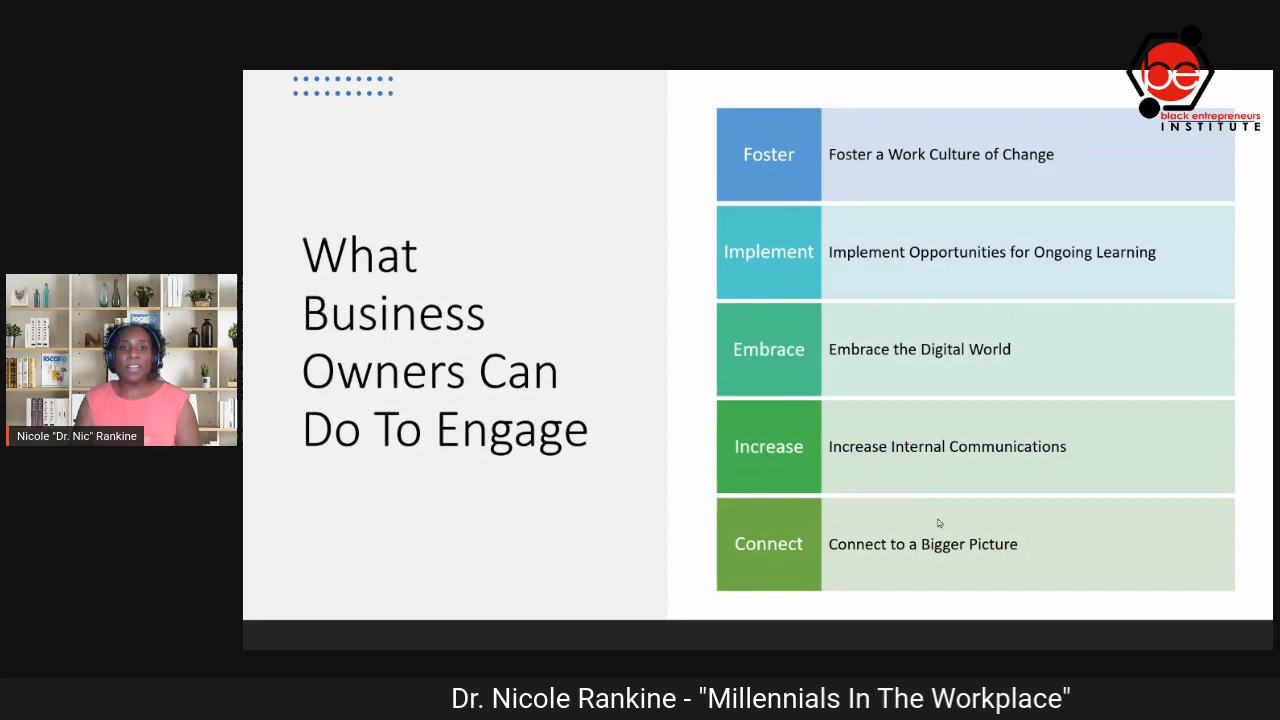 be
black entrepreneurs
INSTITUTE
What
Business
Owners Can
Do To Engage
Foster
Foster a Work Culture of Change
Implement
Implement Opportunities for Ongoing Learning
Embrace
Embrace the Digital World
Increase
Increase Internal Communications
Connect
Connect to a Bigger Picture
Nicole "Dr. Nic" Rankine
Dr. Nicole Rankine - "Millennials In The Workplace"